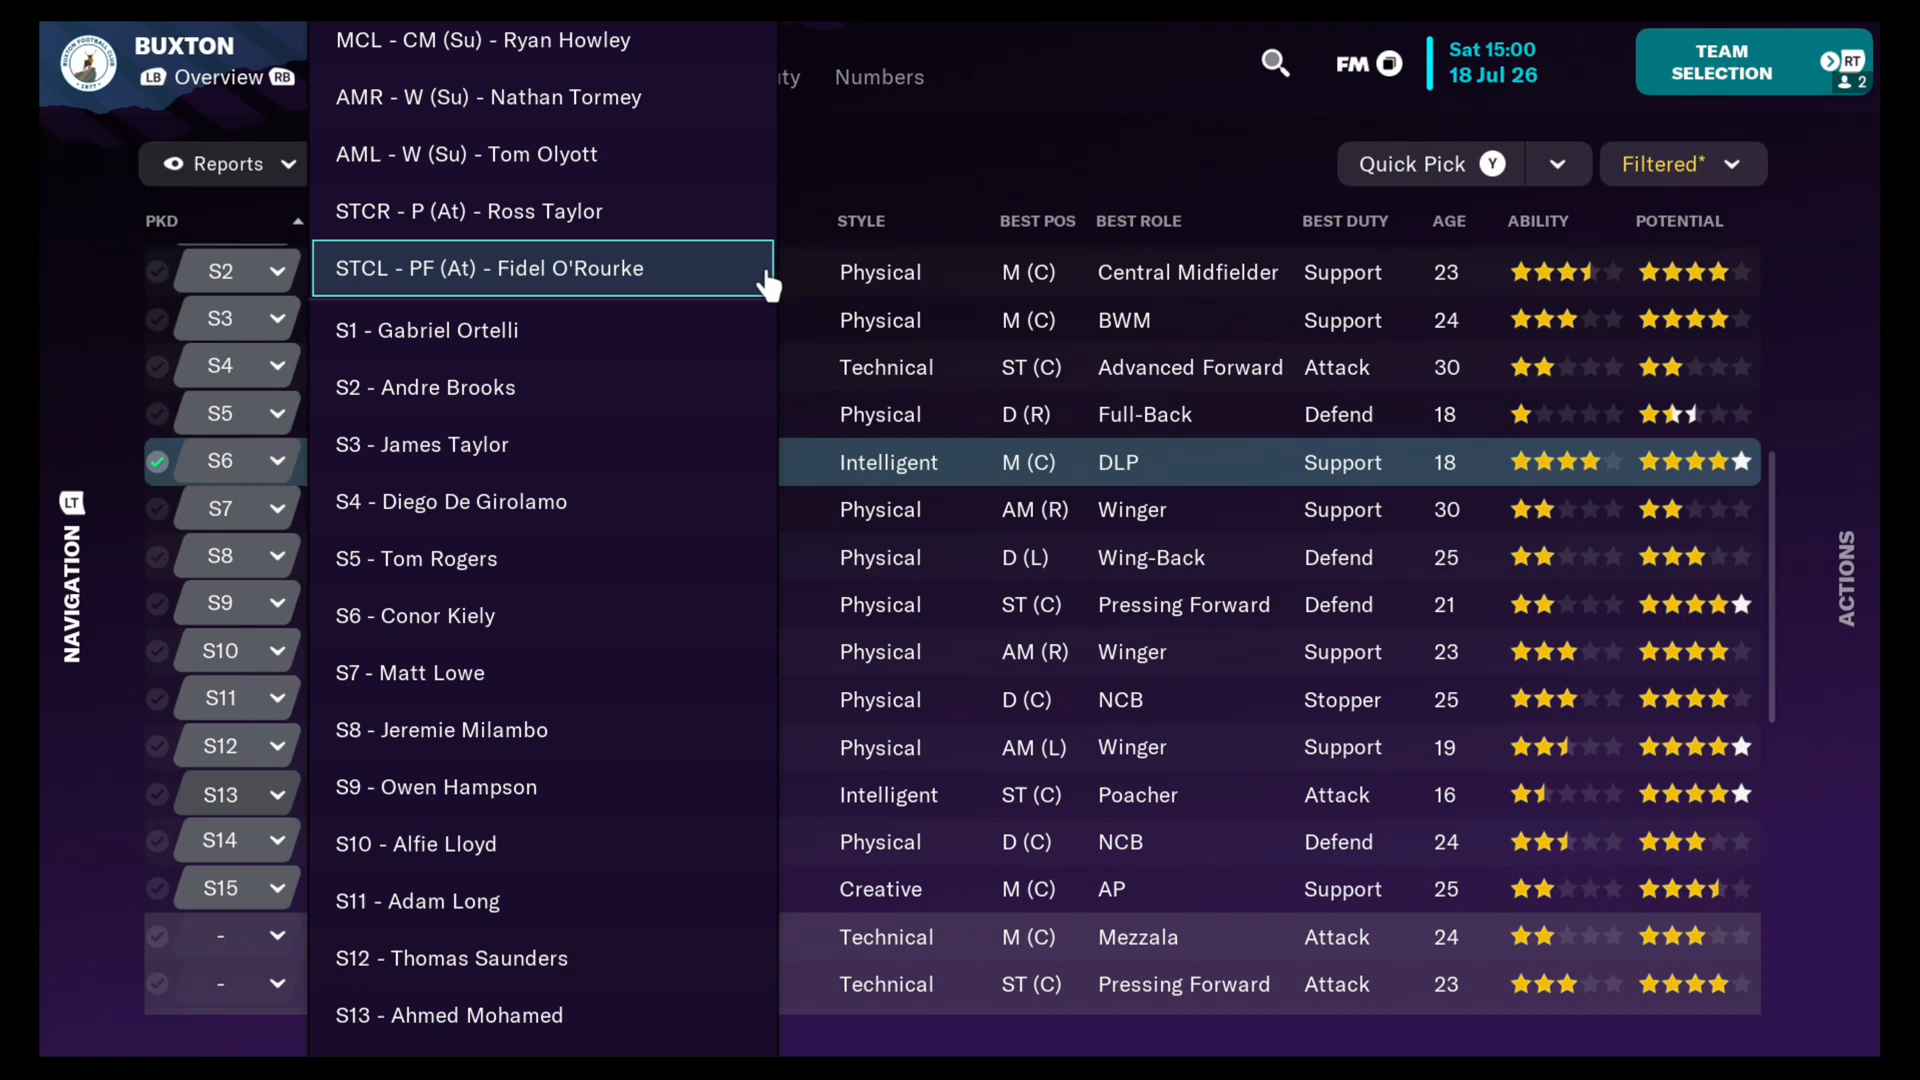 BUXTON
LB Overview RB
uty Numbers
FM
Sat 15:00
18 Jul 26
TEAM
SELECTION
RT
2
Reports
Quick Pick Y
Filtered*
MCL - CM (Su) - Ryan Howley
AMR - W (Su) - Nathan Tormey
AML - W (Su) - Tom Olyott
STCR - P (At) - Ross Taylor
STCL - PF (At) - Fidel O'Rourke
S1 - Gabriel Ortelli
S2 - Andre Brooks
S3 - James Taylor
S4 - Diego De Girolamo
S5 - Tom Rogers
S6 - Conor Kiely
S7 - Matt Lowe
S8 - Jeremie Milambo
S9 - Owen Hampson
S10 - Alfie Lloyd
S11 - Adam Long
S12 - Thomas Saunders
S13 - Ahmed Mohamed
PKD STYLE BEST POS BEST ROLE BEST DUTY AGE ABILITY POTENTIAL
S2 Physical M (C) Central Midfielder Support 23
S3 Physical M (C) BWM Support 24
S4 Technical ST (C) Advanced Forward Attack 30
S5 Physical D (R) Full-Back Defend 18
S6 Intelligent M (C) DLP Support 18
S7 Physical AM (R) Winger Support 30
S8 Physical D (L) Wing-Back Defend 25
S9 Physical ST (C) Pressing Forward Defend 21
S10 Physical AM (R) Winger Support 23
S11 Physical D (C) NCB Stopper 25
S12 Physical AM (L) Winger Support 19
S13 Intelligent ST (C) Poacher Attack 16
S14 Physical D (C) NCB Defend 24
S15 Creative M (C) AP Support 25
- Technical M (C) Mezzala Attack 24
- Technical ST (C) Pressing Forward Attack 23
LT
NAVIGATION
ACTIONS